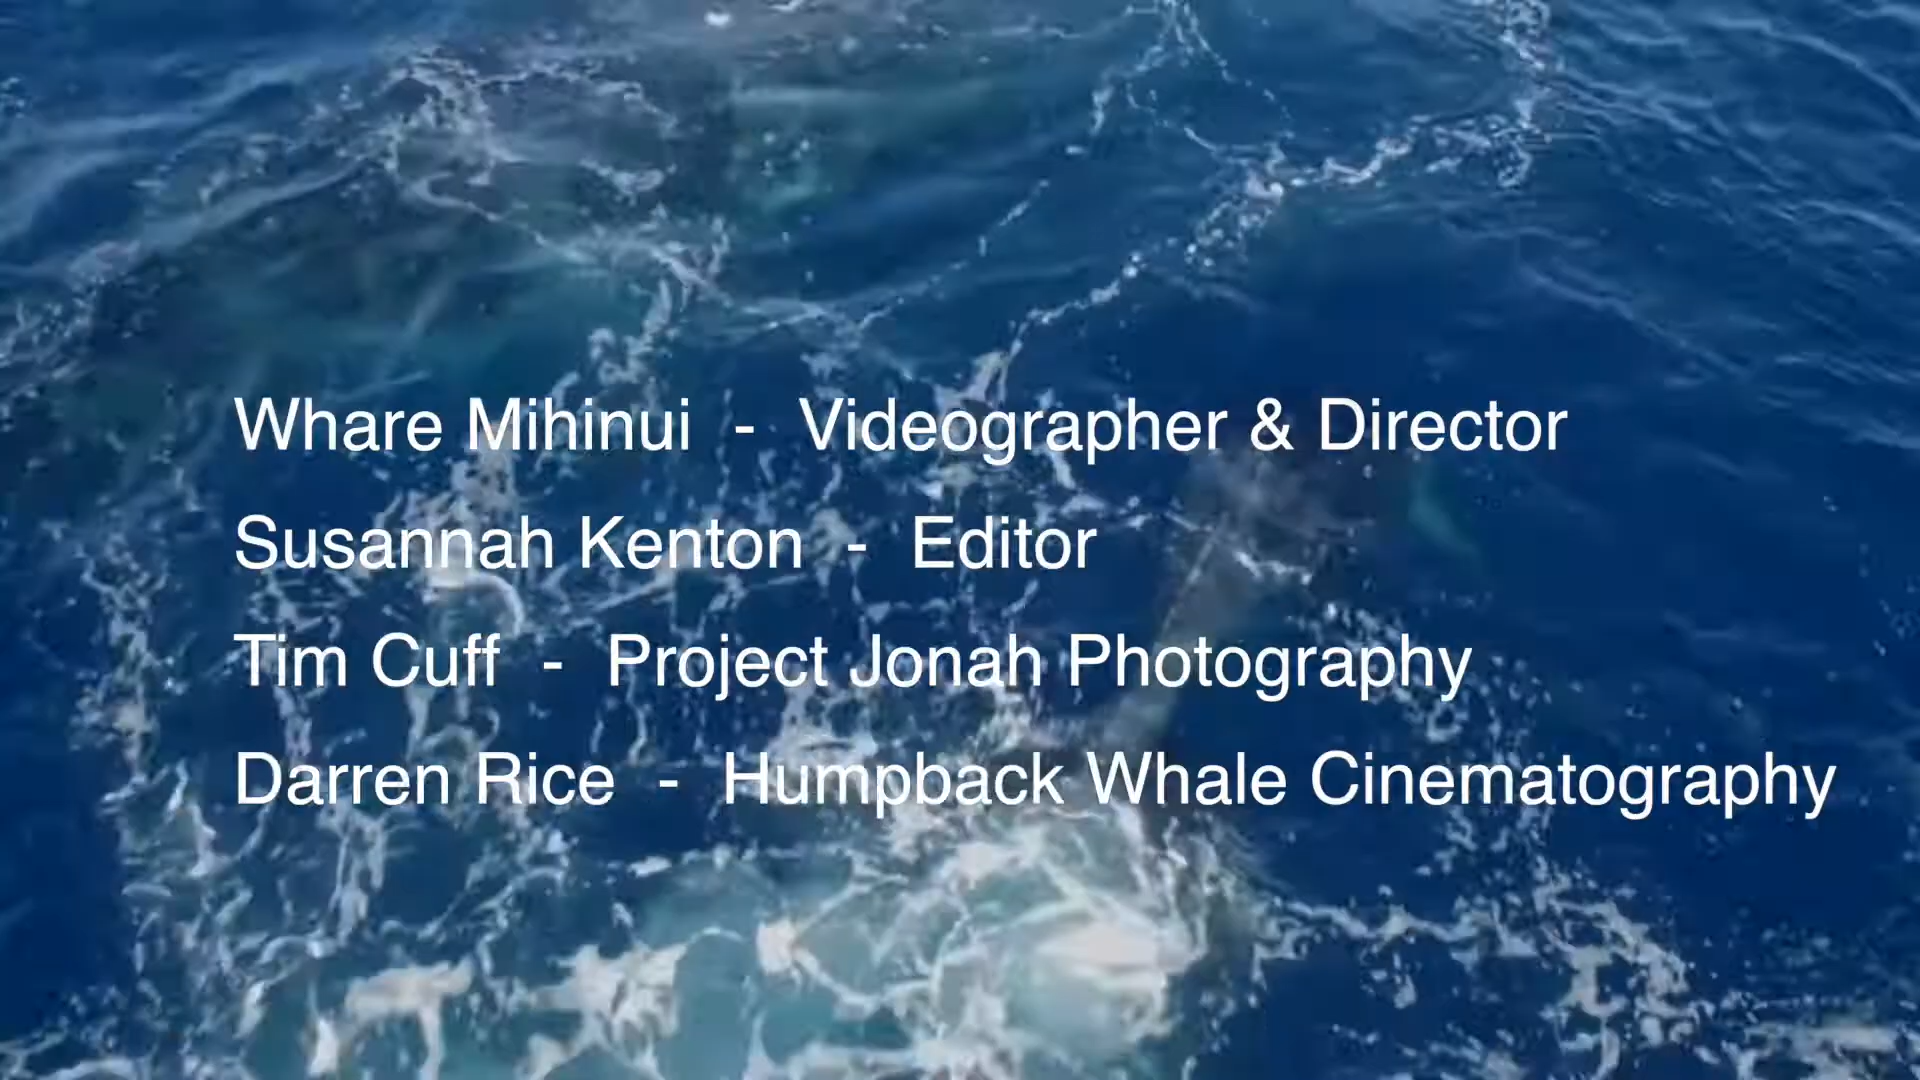 Whare Mihinui  -  Videographer & Director
Susannah Kenton  -  Editor
Tim Cuff  -  Project Jonah Photography
Darren Rice  -  Humpback Whale Cinematography